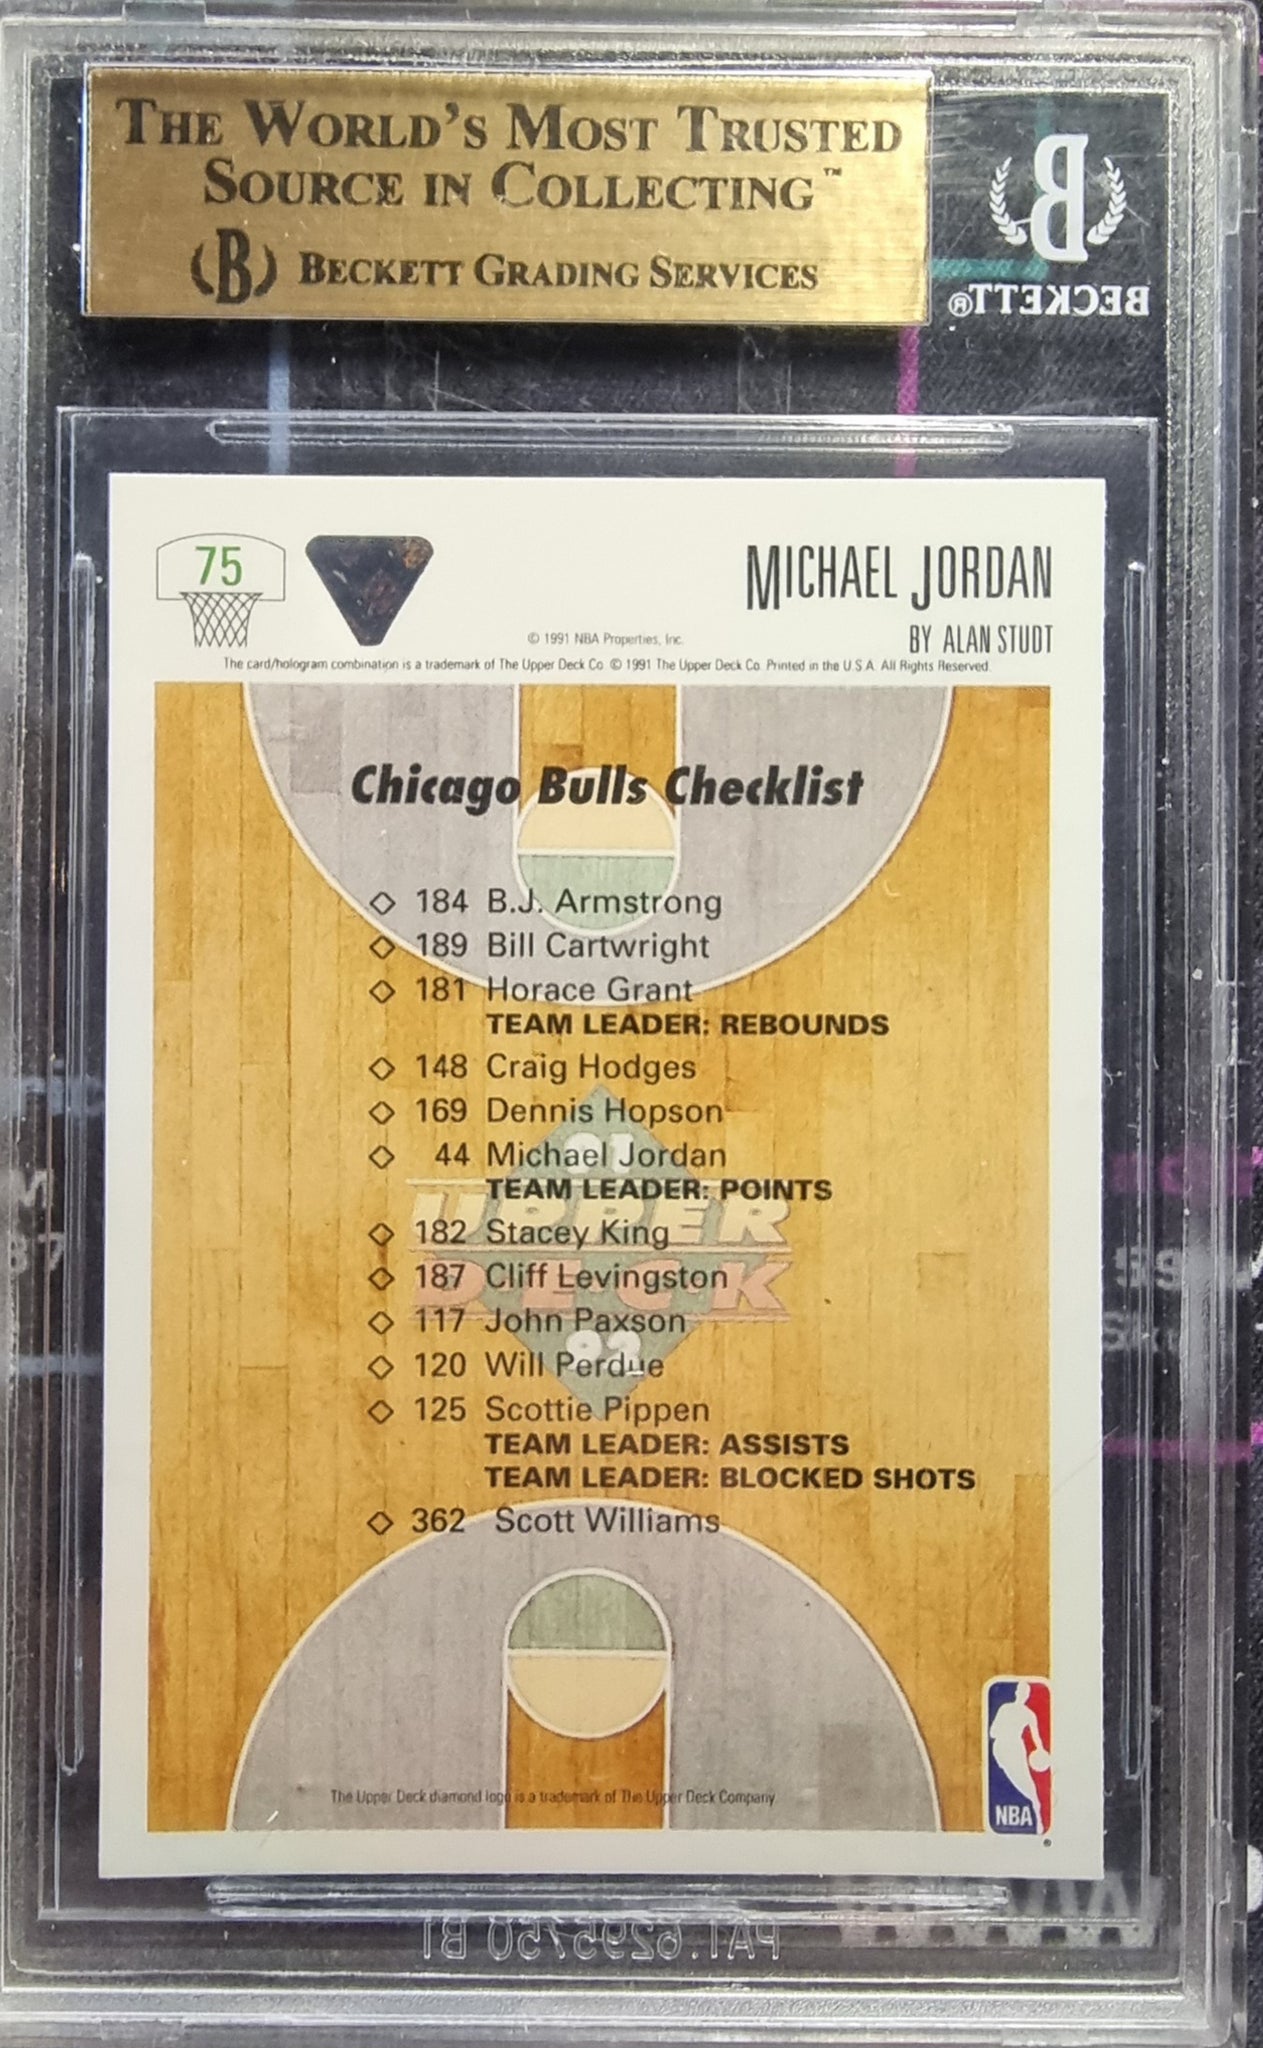 THE WORLD'S MOST TRUSTED
SOURCE IN COLLECTING™
B BECKETT GRADING SERVICES
B
BECKETT®
75
MICHAEL JORDAN
BY ALAN STUDT
© 1991 NBA Properties, Inc.
The card/hologram combination is a trademark of The Upper Deck Co. © 1991 The Upper Deck Co. Printed in the U.S.A. All Rights Reserved.
Chicago Bulls Checklist
◇ 184 B.J. Armstrong
◇ 189 Bill Cartwright
◇ 181 Horace Grant
TEAM LEADER: REBOUNDS
◇ 148 Craig Hodges
◇ 169 Dennis Hopson
◇ 44 Michael Jordan
TEAM LEADER: POINTS
◇ 182 Stacey King
◇ 187 Cliff Levingston
◇ 117 John Paxson
◇ 120 Will Perdue
◇ 125 Scottie Pippen
TEAM LEADER: ASSISTS
TEAM LEADER: BLOCKED SHOTS
◇ 362 Scott Williams
91
UPPER
DECK
92
The Upper Deck diamond logo is a trademark of The Upper Deck Company.
NBA
®
PAT. 6295750 B1